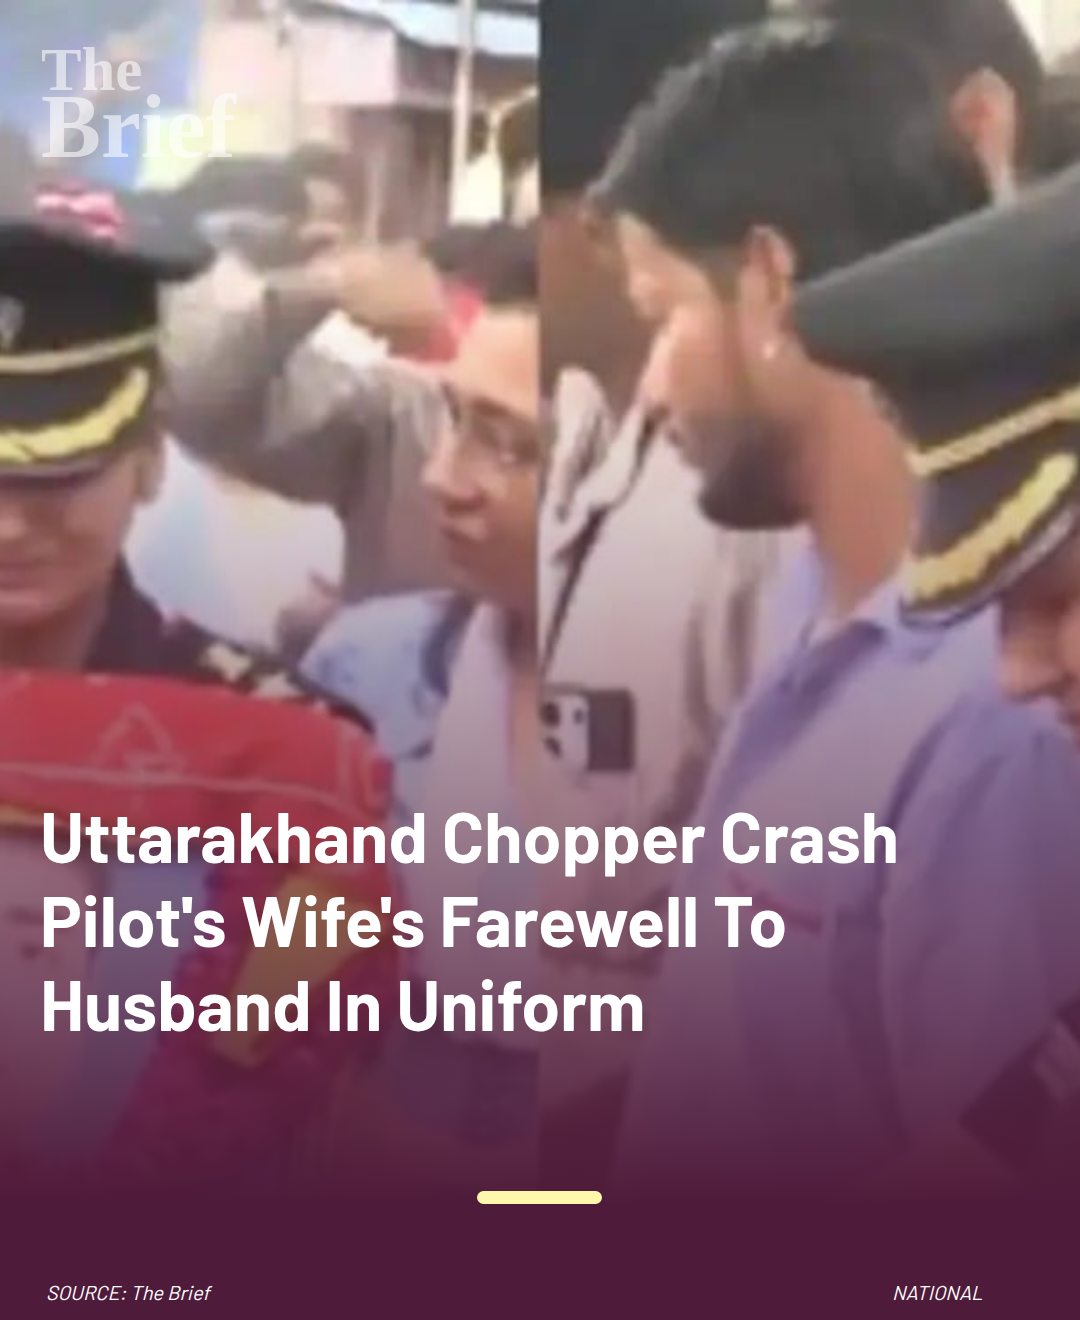 The
Brief
Uttarakhand Chopper Crash
Pilot's Wife's Farewell To
Husband In Uniform
SOURCE: The Brief
NATIONAL